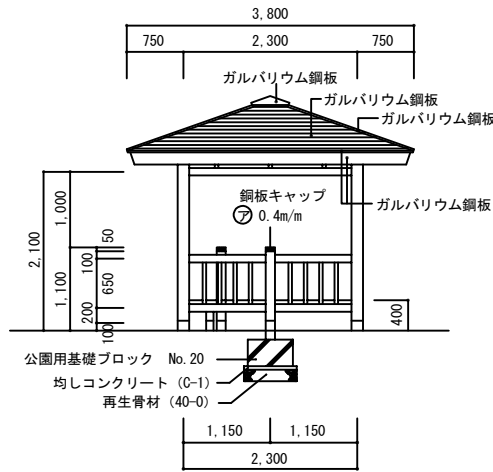 3,800
750
2,300
750
ガルバリウム鋼板
ガルバリウム鋼板
ガルバリウム鋼板
ガルバリウム鋼板
銅板キャップ
ア 0.4m/m
2,100
1,000
1,100
50
100
650
200
100
400
公園用基礎ブロック No.20
均しコンクリート (C-1)
再生骨材 (40-0)
1,150
1,150
2,300